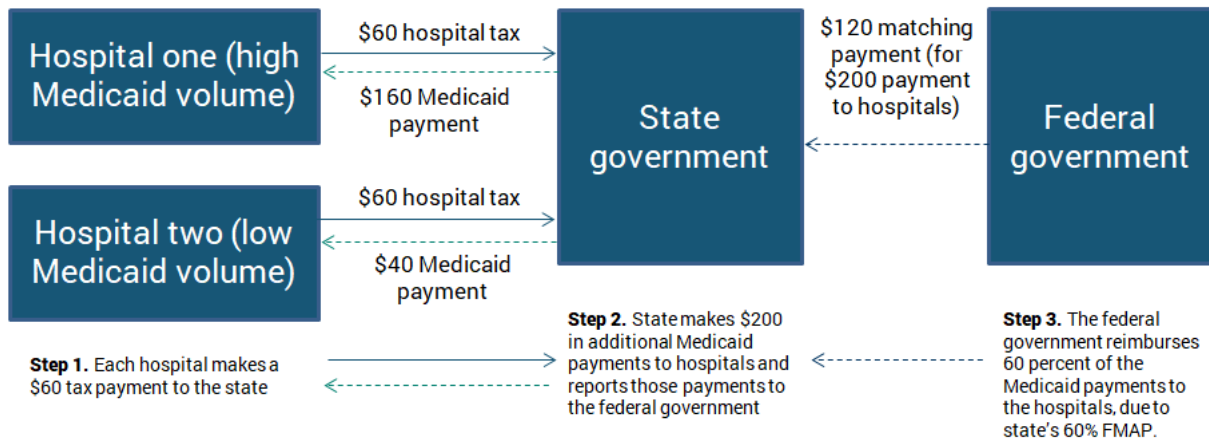 Hospital one (high
Medicaid volume)
$60 hospital tax
$160 Medicaid
payment
State
government
$120 matching
payment (for
$200 payment
to hospitals)
Federal
government
Hospital two (low
Medicaid volume)
$60 hospital tax
$40 Medicaid
payment
Step 1. Each hospital makes a
$60 tax payment to the state
Step 2. State makes $200
in additional Medicaid
payments to hospitals and
reports those payments to
the federal government
Step 3. The federal
government reimburses
60 percent of the
Medicaid payments to
the hospitals, due to
state's 60% FMAP.